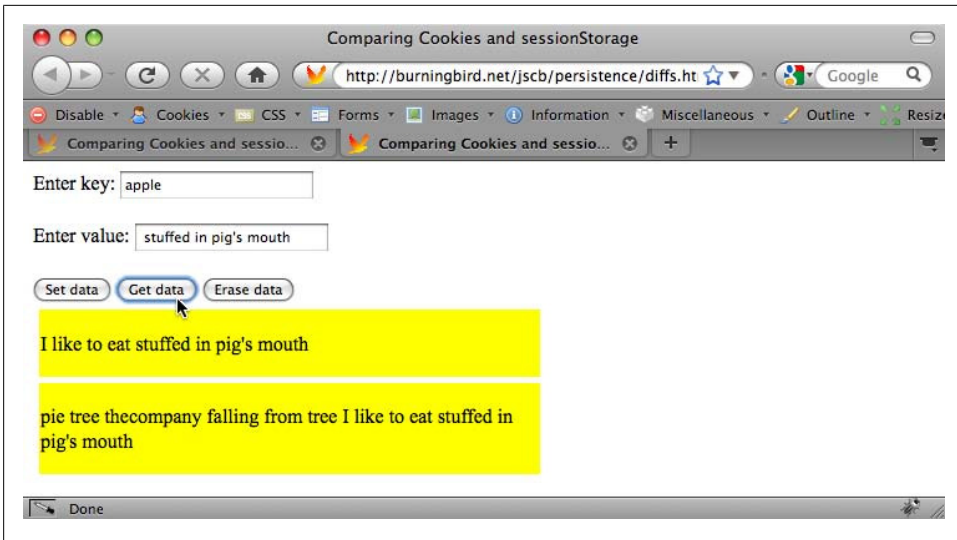 Comparing Cookies and sessionStorage
http://burningbird.net/jscb/persistence/diffs.ht
Google
Disable Cookies CSS Forms Images Information Miscellaneous Outline Resize
Comparing Cookies and sessio... Comparing Cookies and sessio... +
Enter key: apple
Enter value: stuffed in pig's mouth
Set data Get data Erase data
I like to eat stuffed in pig's mouth
pie tree thecompany falling from tree I like to eat stuffed in
pig's mouth
Done